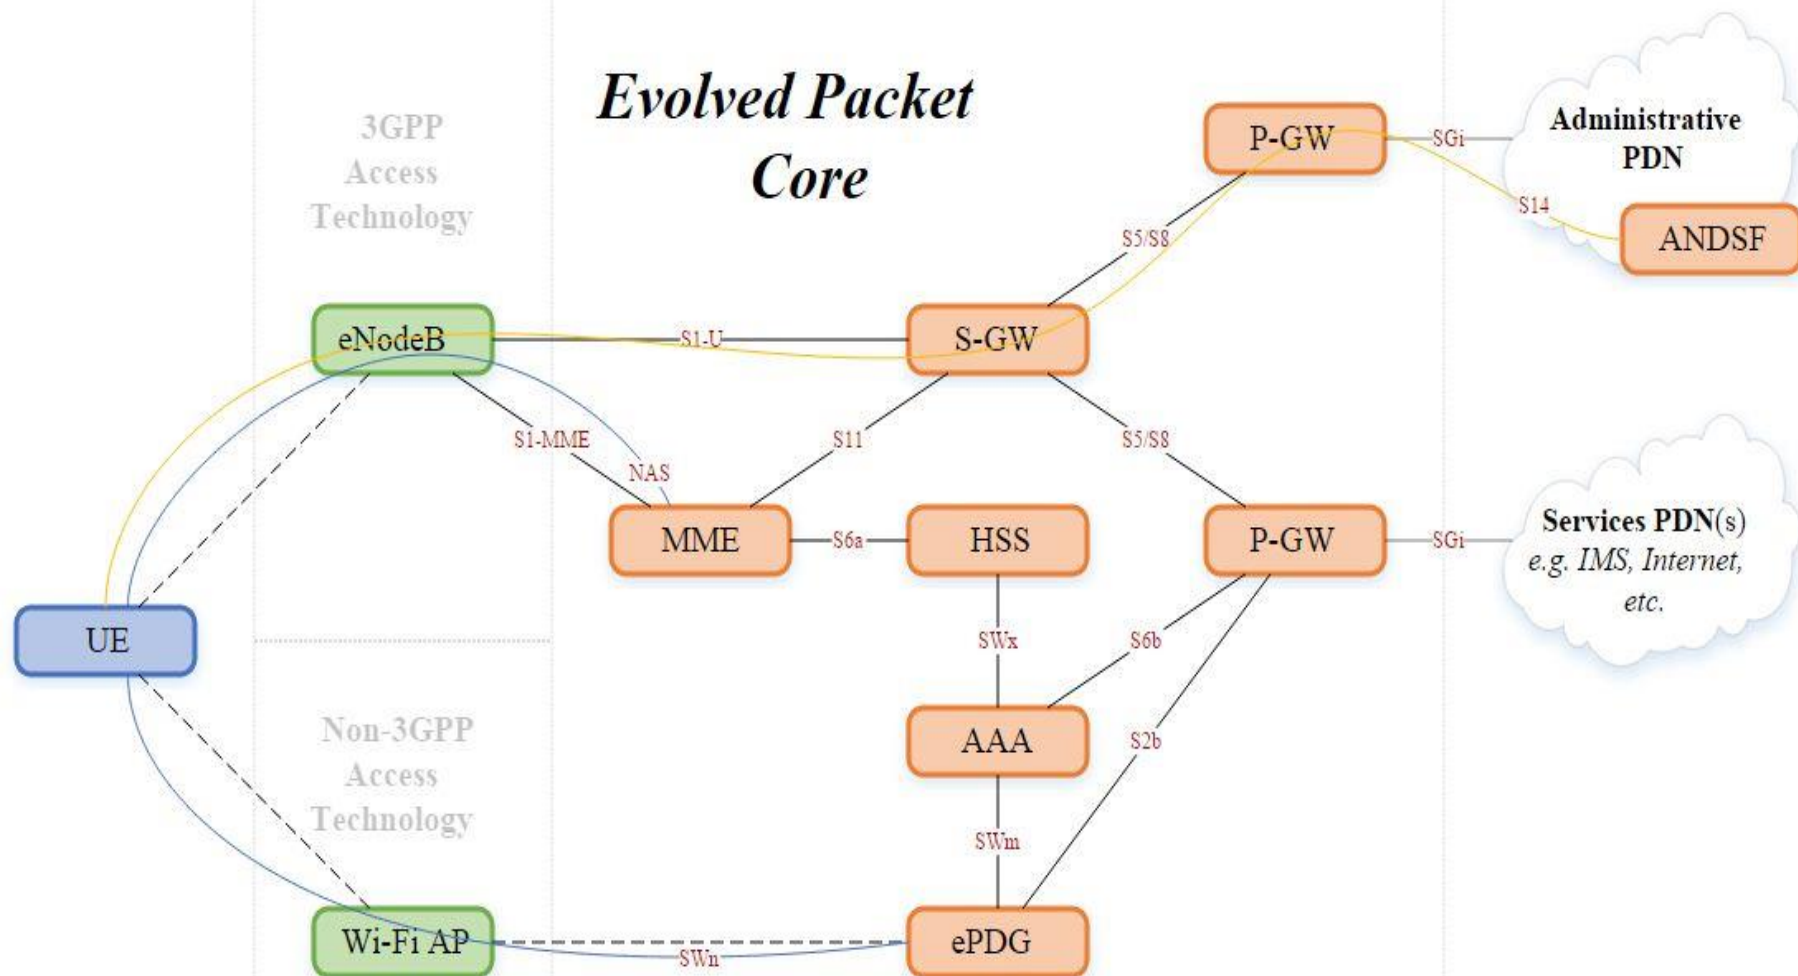 Evolved Packet
Core
3GPP
Access
Technology
P-GW
SGi
Administrative
PDN
S14
ANDSF
S5/S8
eNodeB
S1-U
S-GW
S1-MME
NAS
S11
S5/S8
MME
S6a
HSS
P-GW
SGi
Services PDN(s)
e.g. IMS, Internet,
etc.
UE
SWx
S6b
Non-3GPP
Access
Technology
AAA
S2b
SWm
Wi-Fi AP
SWn
ePDG